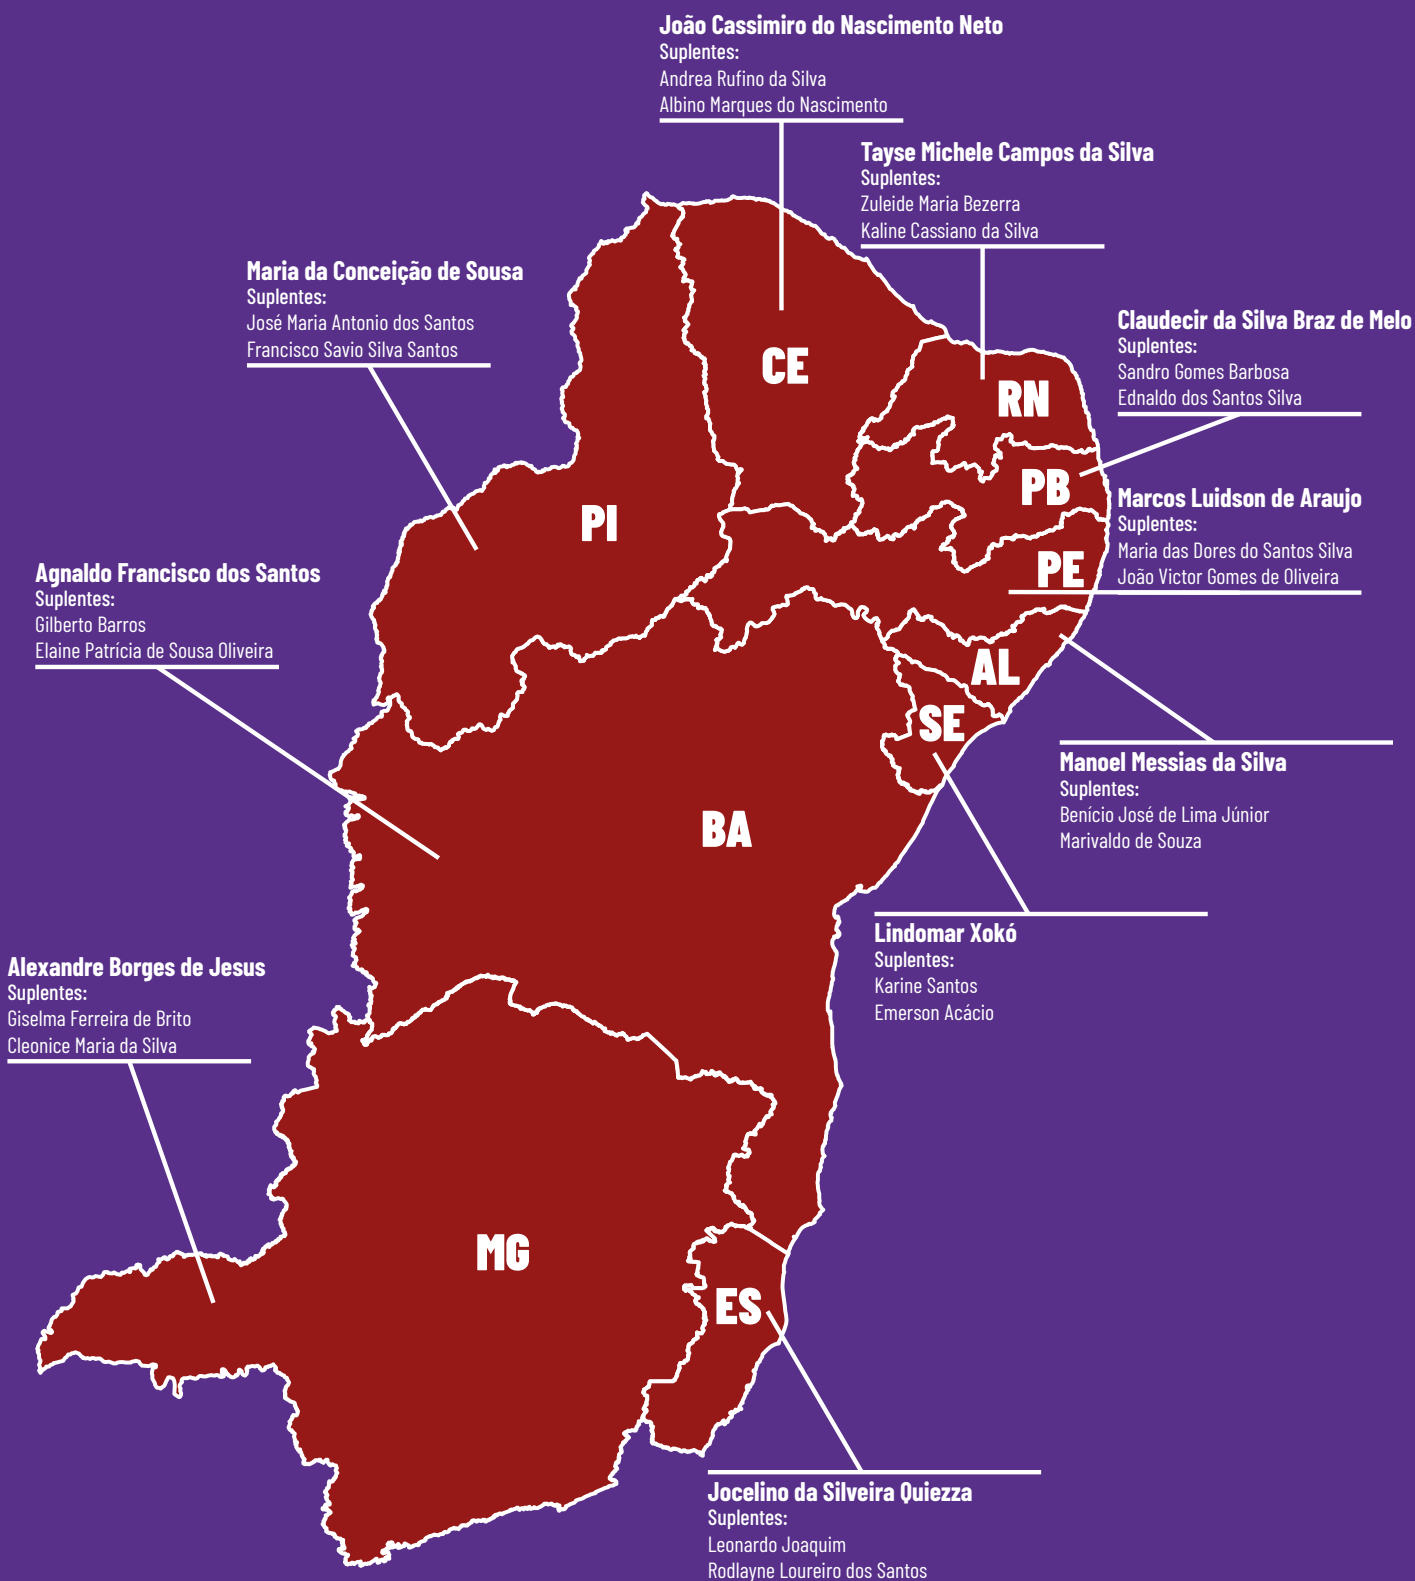 João Cassimiro do Nascimento Neto
Suplentes:
Andrea Rufino da Silva
Albino Marques do Nascimento
Tayse Michele Campos da Silva
Suplentes:
Zuleide Maria Bezerra
Kaline Cassiano da Silva
Maria da Conceição de Sousa
Suplentes:
José Maria Antonio dos Santos
Francisco Savio Silva Santos
Claudecir da Silva Braz de Melo
Suplentes:
Sandro Gomes Barbosa
Ednaldo dos Santos Silva
CE
RN
PB
PI
Marcos Luidson de Araujo
Suplentes:
Maria das Dores do Santos Silva
João Victor Gomes de Oliveira
PE
Agnaldo Francisco dos Santos
Suplentes:
Gilberto Barros
Elaine Patrícia de Sousa Oliveira
AL
SE
Manoel Messias da Silva
Suplentes:
Benício José de Lima Júnior
Marivaldo de Souza
BA
Lindomar Xokó
Suplentes:
Karine Santos
Emerson Acácio
Alexandre Borges de Jesus
Suplentes:
Giselma Ferreira de Brito
Cleonice Maria da Silva
MG
ES
Jocelino da Silveira Quiezza
Suplentes:
Leonardo Joaquim
Rodlayne Loureiro dos Santos